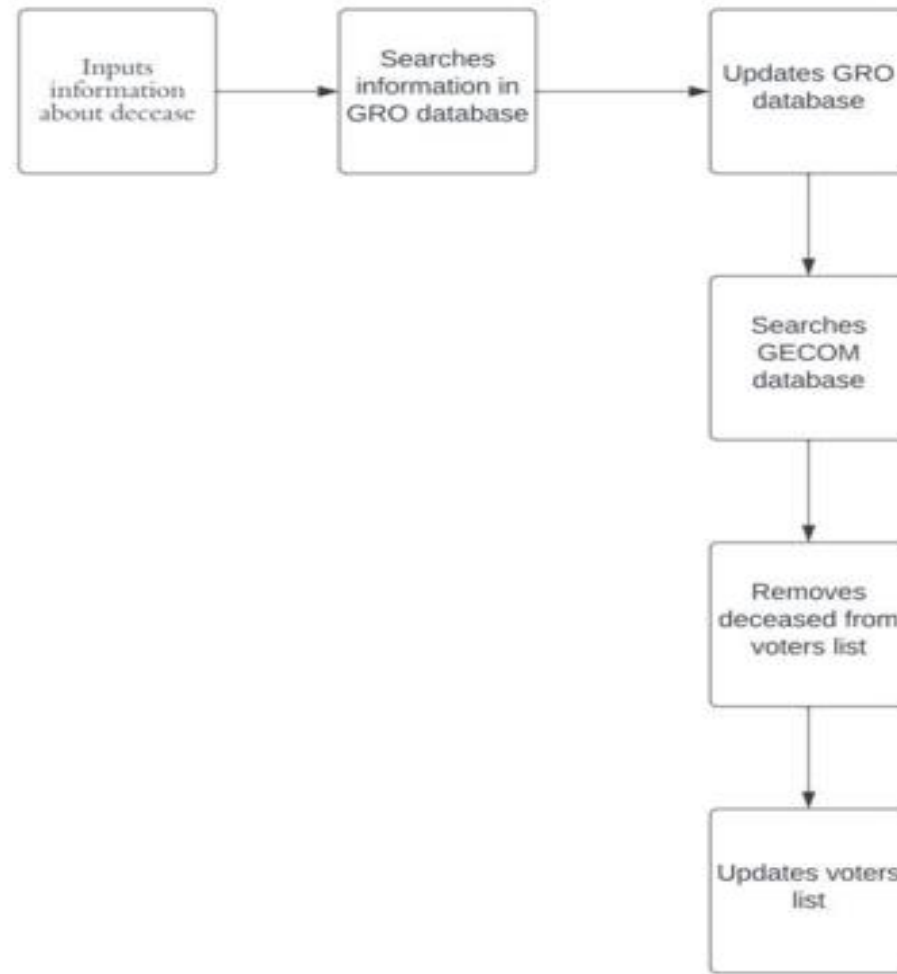 Inputs
information
about decease
Searches
information in
GRO database
Updates GRO
database
Searches
GECOM
database
Removes
deceased from
voters list
Updates voters
list